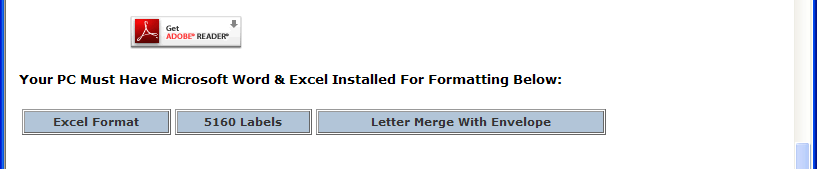 Get
ADOBE® READER®
Your PC Must Have Microsoft Word & Excel Installed For Formatting Below:
Excel Format 5160 Labels Letter Merge With Envelope